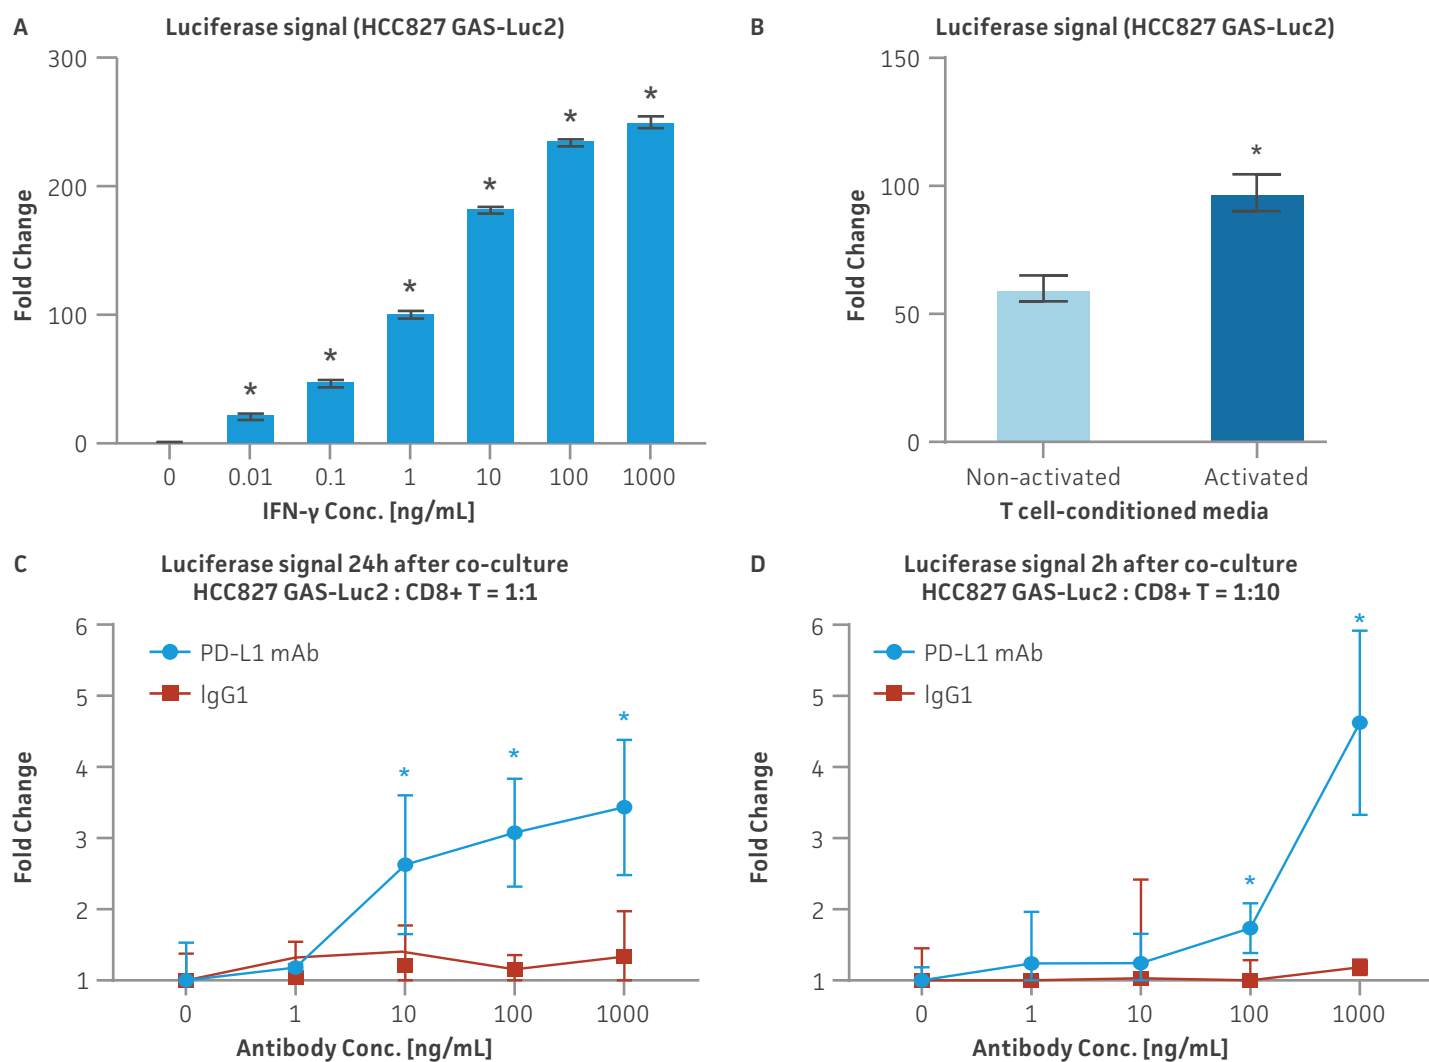 A
Luciferase signal (HCC827 GAS-Luc2)
Fold Change
300
200
100
0
*
*
*
*
*
*
0 0.01 0.1 1 10 100 1000
IFN-γ Conc. [ng/mL]
B
Luciferase signal (HCC827 GAS-Luc2)
Fold Change
150
100
50
0
*
Non-activated Activated
T cell-conditioned media
C
Luciferase signal 24h after co-culture
HCC827 GAS-Luc2 : CD8+ T = 1:1
Fold Change
6
5
4
3
2
1
PD-L1 mAb
IgG1
*
*
*
0 1 10 100 1000
Antibody Conc. [ng/mL]
D
Luciferase signal 2h after co-culture
HCC827 GAS-Luc2 : CD8+ T = 1:10
Fold Change
6
5
4
3
2
1
PD-L1 mAb
IgG1
*
*
0 1 10 100 1000
Antibody Conc. [ng/mL]